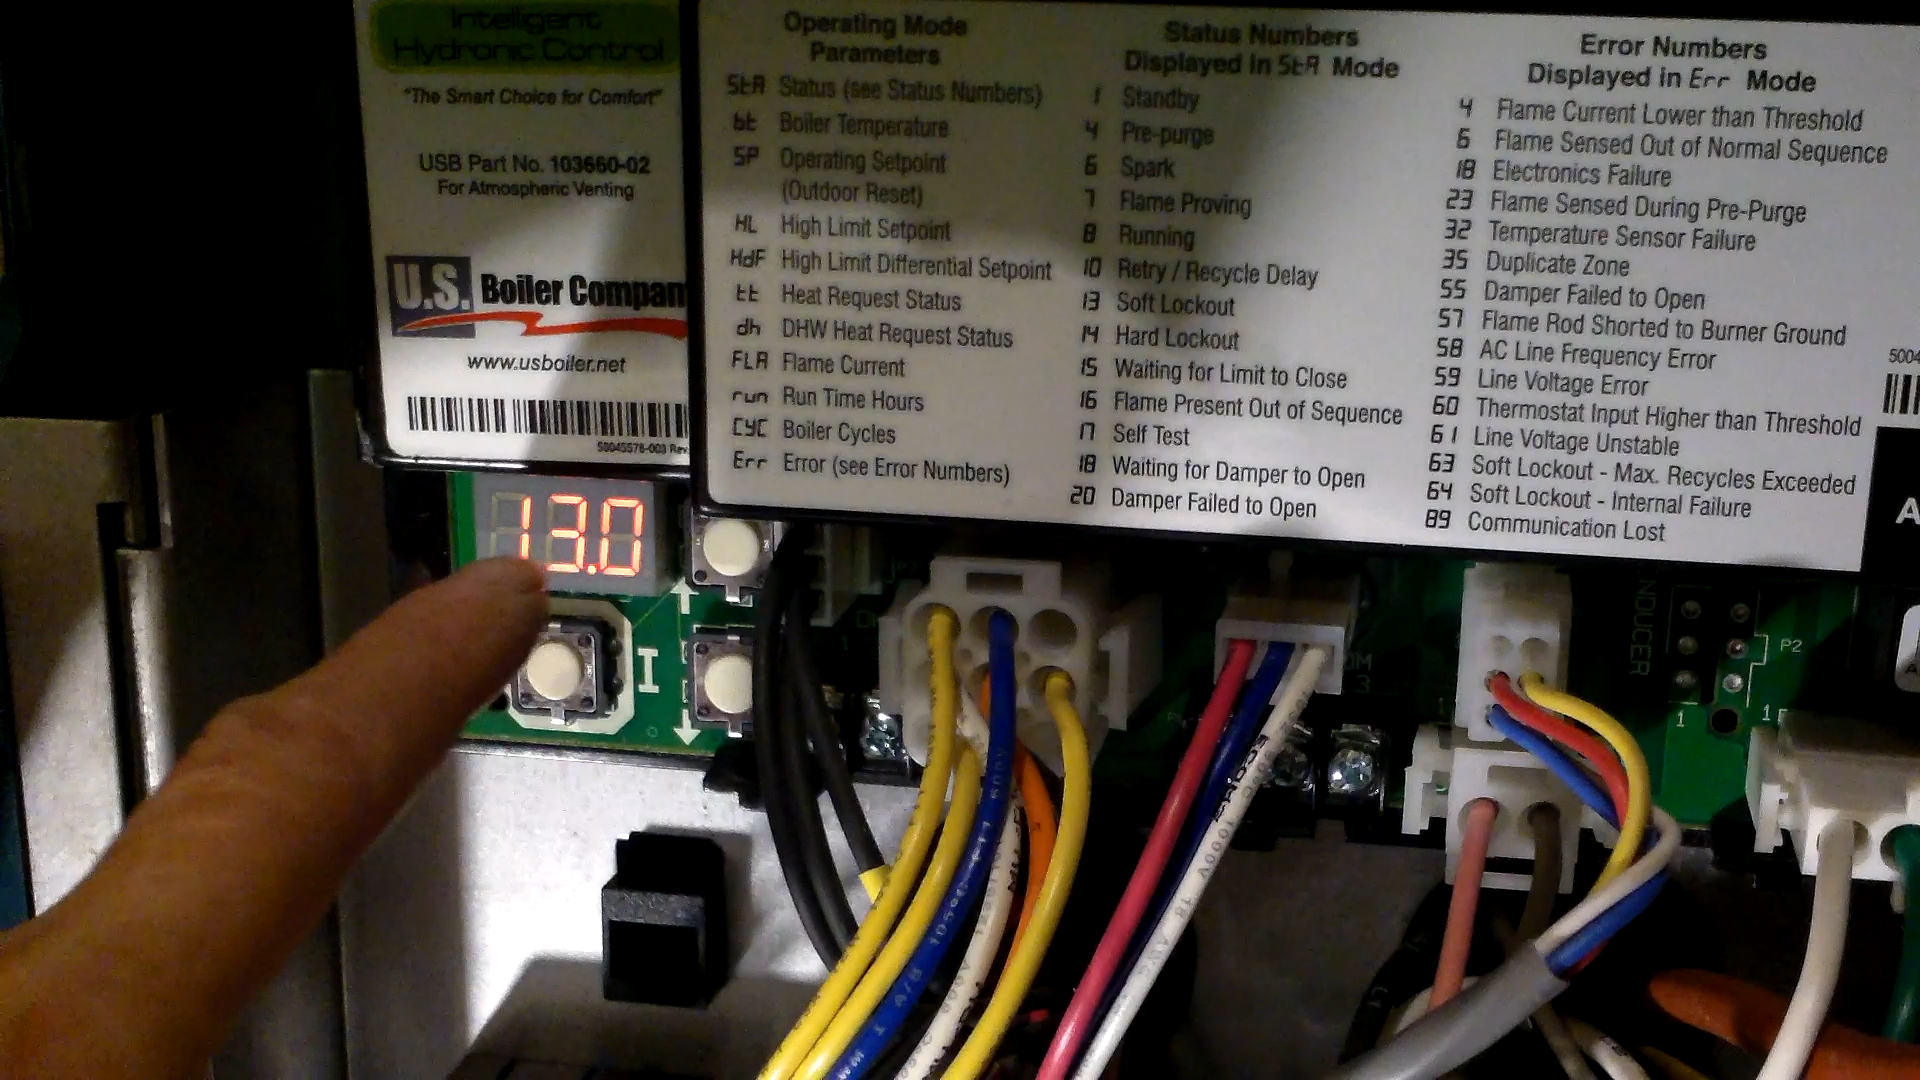 Intelligent
Hydronic Control
"The Smart Choice for Comfort"
USB Part No. 103660-02
For Atmospheric Venting
U.S. Boiler Compan
www.usboiler.net
50045576-003 Rev.
13.0
I
Operating Mode
Parameters
StA Status (see Status Numbers)
bt Boiler Temperature
SP Operating Setpoint
(Outdoor Reset)
HL High Limit Setpoint
HdF High Limit Differential Setpoint
tt Heat Request Status
dh DHW Heat Request Status
FLA Flame Current
run Run Time Hours
CYC Boiler Cycles
Err Error (see Error Numbers)
Status Numbers
Displayed in StA Mode
1 Standby
4 Pre-purge
6 Spark
7 Flame Proving
8 Running
10 Retry / Recycle Delay
13 Soft Lockout
14 Hard Lockout
15 Waiting for Limit to Close
16 Flame Present Out of Sequence
17 Self Test
18 Waiting for Damper to Open
20 Damper Failed to Open
Error Numbers
Displayed in Err Mode
4 Flame Current Lower than Threshold
6 Flame Sensed Out of Normal Sequence
18 Electronics Failure
23 Flame Sensed During Pre-Purge
32 Temperature Sensor Failure
35 Duplicate Zone
55 Damper Failed to Open
57 Flame Rod Shorted to Burner Ground
58 AC Line Frequency Error
59 Line Voltage Error
60 Thermostat Input Higher than Threshold
61 Line Voltage Unstable
63 Soft Lockout - Max. Recycles Exceeded
64 Soft Lockout - Internal Failure
89 Communication Lost
5004
A
NDUCER
P2
1
1